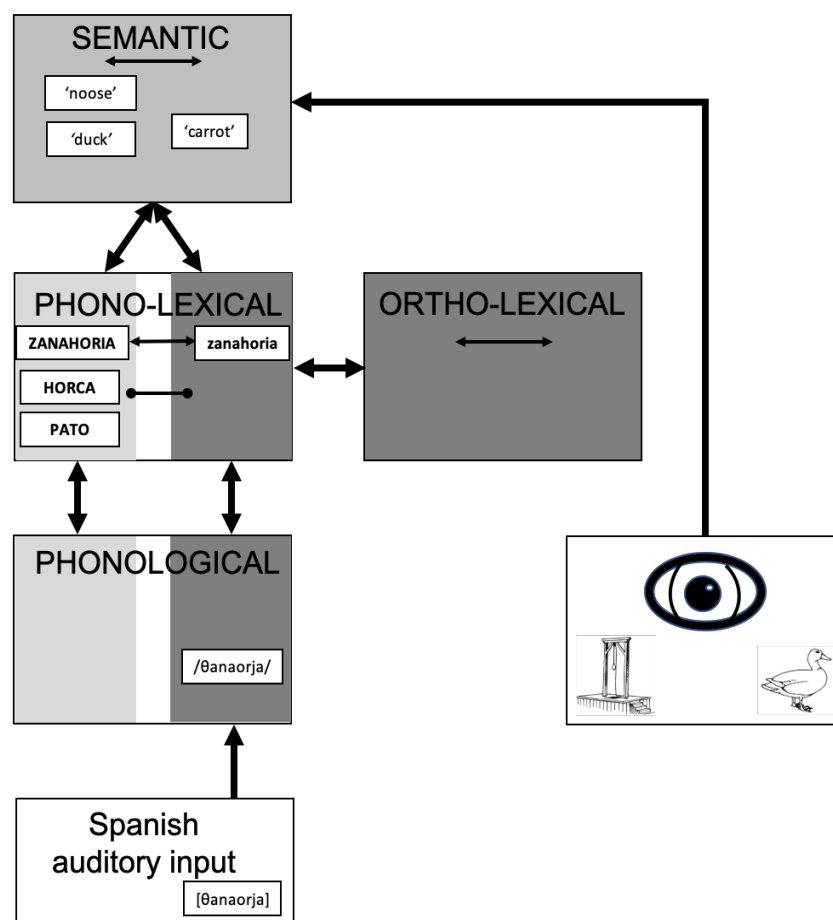 SEMANTIC
‘noose’
‘duck’
‘carrot’
PHONO-LEXICAL
ZANAHORIA
zanahoria
HORCA
PATO
ORTHO-LEXICAL
PHONOLOGICAL
/θanaorja/
Spanish
auditory input
[θanaorja]